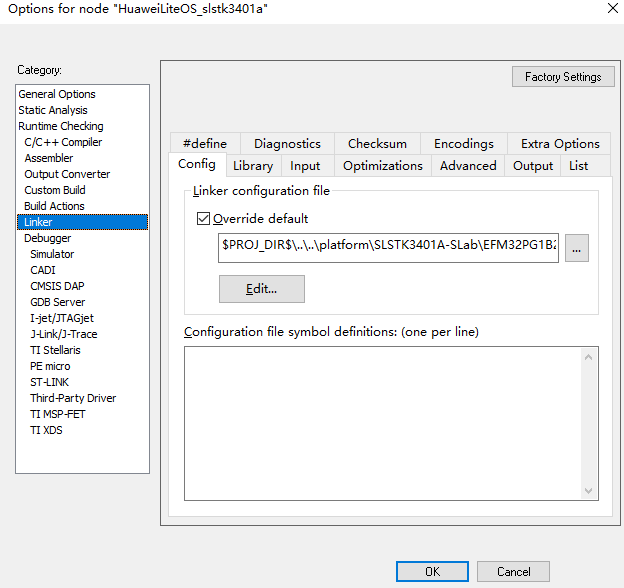 Options for node "HuaweiLiteOS_slstk3401a"
Category:
General Options
Static Analysis
Runtime Checking
C/C++ Compiler
Assembler
Output Converter
Custom Build
Build Actions
Linker
Debugger
Simulator
CADI
CMSIS DAP
GDB Server
I-jet/JTAGjet
J-Link/J-Trace
TI Stellaris
PE micro
ST-LINK
Third-Party Driver
TI MSP-FET
TI XDS
Factory Settings
#define Diagnostics Checksum Encodings Extra Options
Config Library Input Optimizations Advanced Output List
Linker configuration file
Override default
$PROJ_DIR$\..\..\platform\SLSTK3401A-SLab\EFM32PG1B2
...
Edit...
Configuration file symbol definitions: (one per line)
OK Cancel